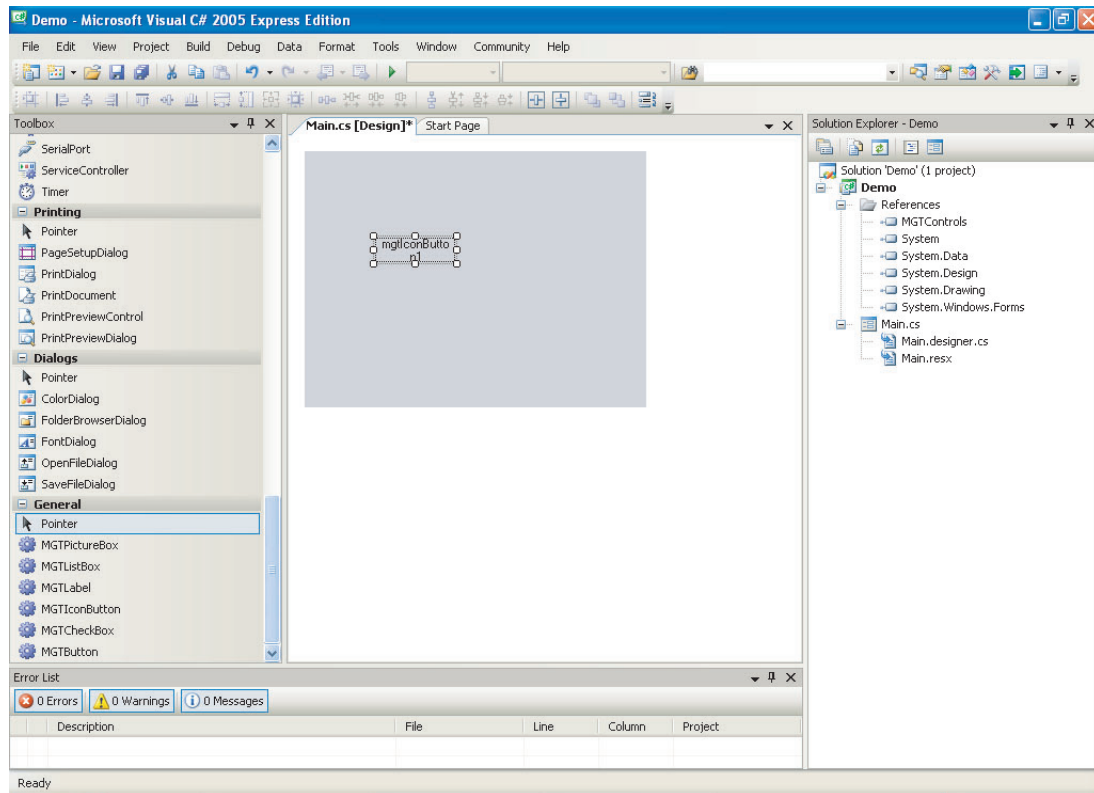 Demo - Microsoft Visual C# 2005 Express Edition
File Edit View Project Build Debug Data Format Tools Window Community Help
Toolbox
SerialPort
ServiceController
Timer
Printing
Pointer
PageSetupDialog
PrintDialog
PrintDocument
PrintPreviewControl
PrintPreviewDialog
Dialogs
Pointer
ColorDialog
FolderBrowserDialog
FontDialog
OpenFileDialog
SaveFileDialog
General
Pointer
MGTPictureBox
MGTListBox
MGTLabel
MGTIconButton
MGTCheckBox
MGTButton
Main.cs [Design]* Start Page
mgtIconButto
n1
Solution Explorer - Demo
Solution 'Demo' (1 project)
Demo
References
MGTControls
System
System.Data
System.Design
System.Drawing
System.Windows.Forms
Main.cs
Main.designer.cs
Main.resx
Error List
0 Errors 0 Warnings 0 Messages
Description File Line Column Project
Ready